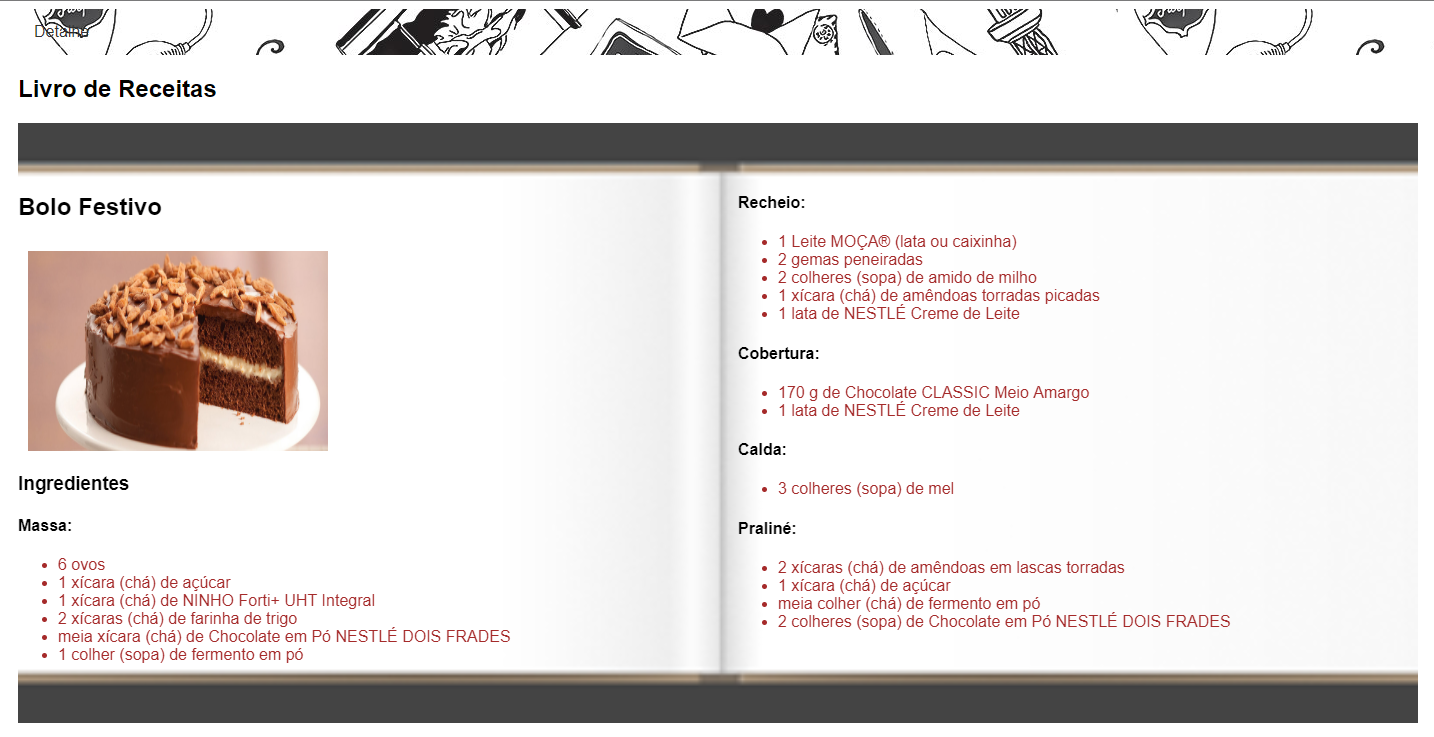 Detalhe
Livro de Receitas
Bolo Festivo
Ingredientes
Massa:
6 ovos
1 xícara (chá) de açúcar
1 xícara (chá) de NINHO Forti+ UHT Integral
2 xícaras (chá) de farinha de trigo
meia xícara (chá) de Chocolate em Pó NESTLÉ DOIS FRADES
1 colher (sopa) de fermento em pó
Recheio:
1 Leite MOÇA® (lata ou caixinha)
2 gemas peneiradas
2 colheres (sopa) de amido de milho
1 xícara (chá) de amêndoas torradas picadas
1 lata de NESTLÉ Creme de Leite
Cobertura:
170 g de Chocolate CLASSIC Meio Amargo
1 lata de NESTLÉ Creme de Leite
Calda:
3 colheres (sopa) de mel
Praliné:
2 xícaras (chá) de amêndoas em lascas torradas
1 xícara (chá) de açúcar
meia colher (chá) de fermento em pó
2 colheres (sopa) de Chocolate em Pó NESTLÉ DOIS FRADES